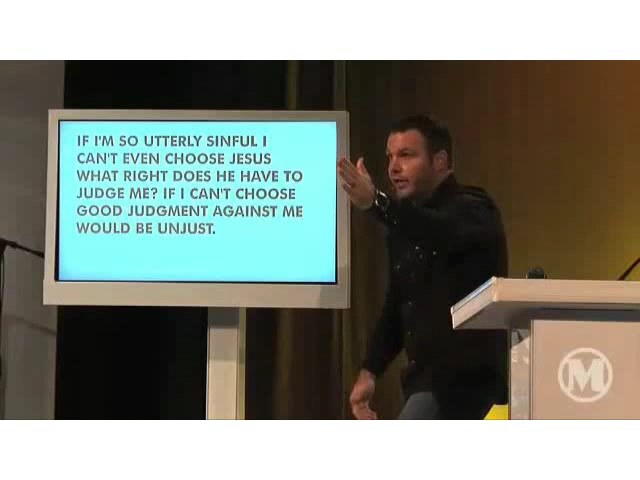 IF I'M SO UTTERLY SINFUL I
CAN'T EVEN CHOOSE JESUS
WHAT RIGHT DOES HE HAVE TO
JUDGE ME? IF I CAN'T CHOOSE
GOOD JUDGMENT AGAINST ME
WOULD BE UNJUST.
M